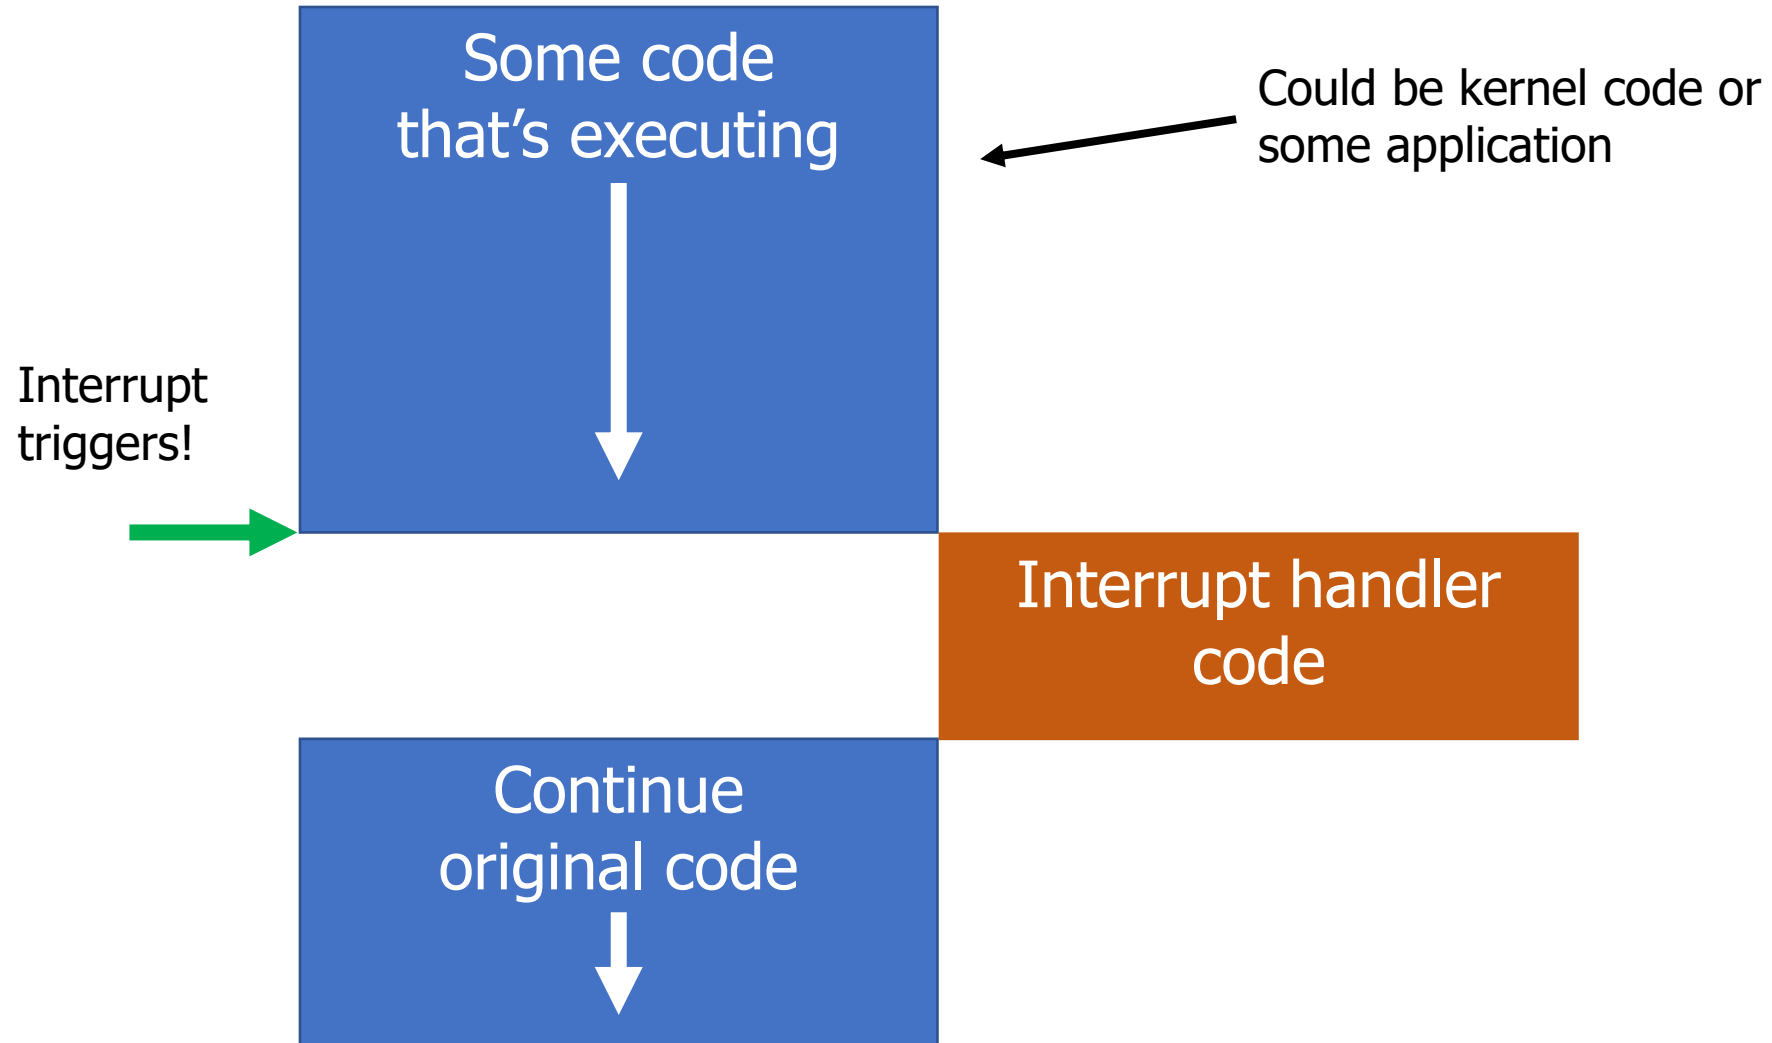 Some code
that’s executing
Could be kernel code or
some application
Interrupt
triggers!
Interrupt handler
code
Continue
original code